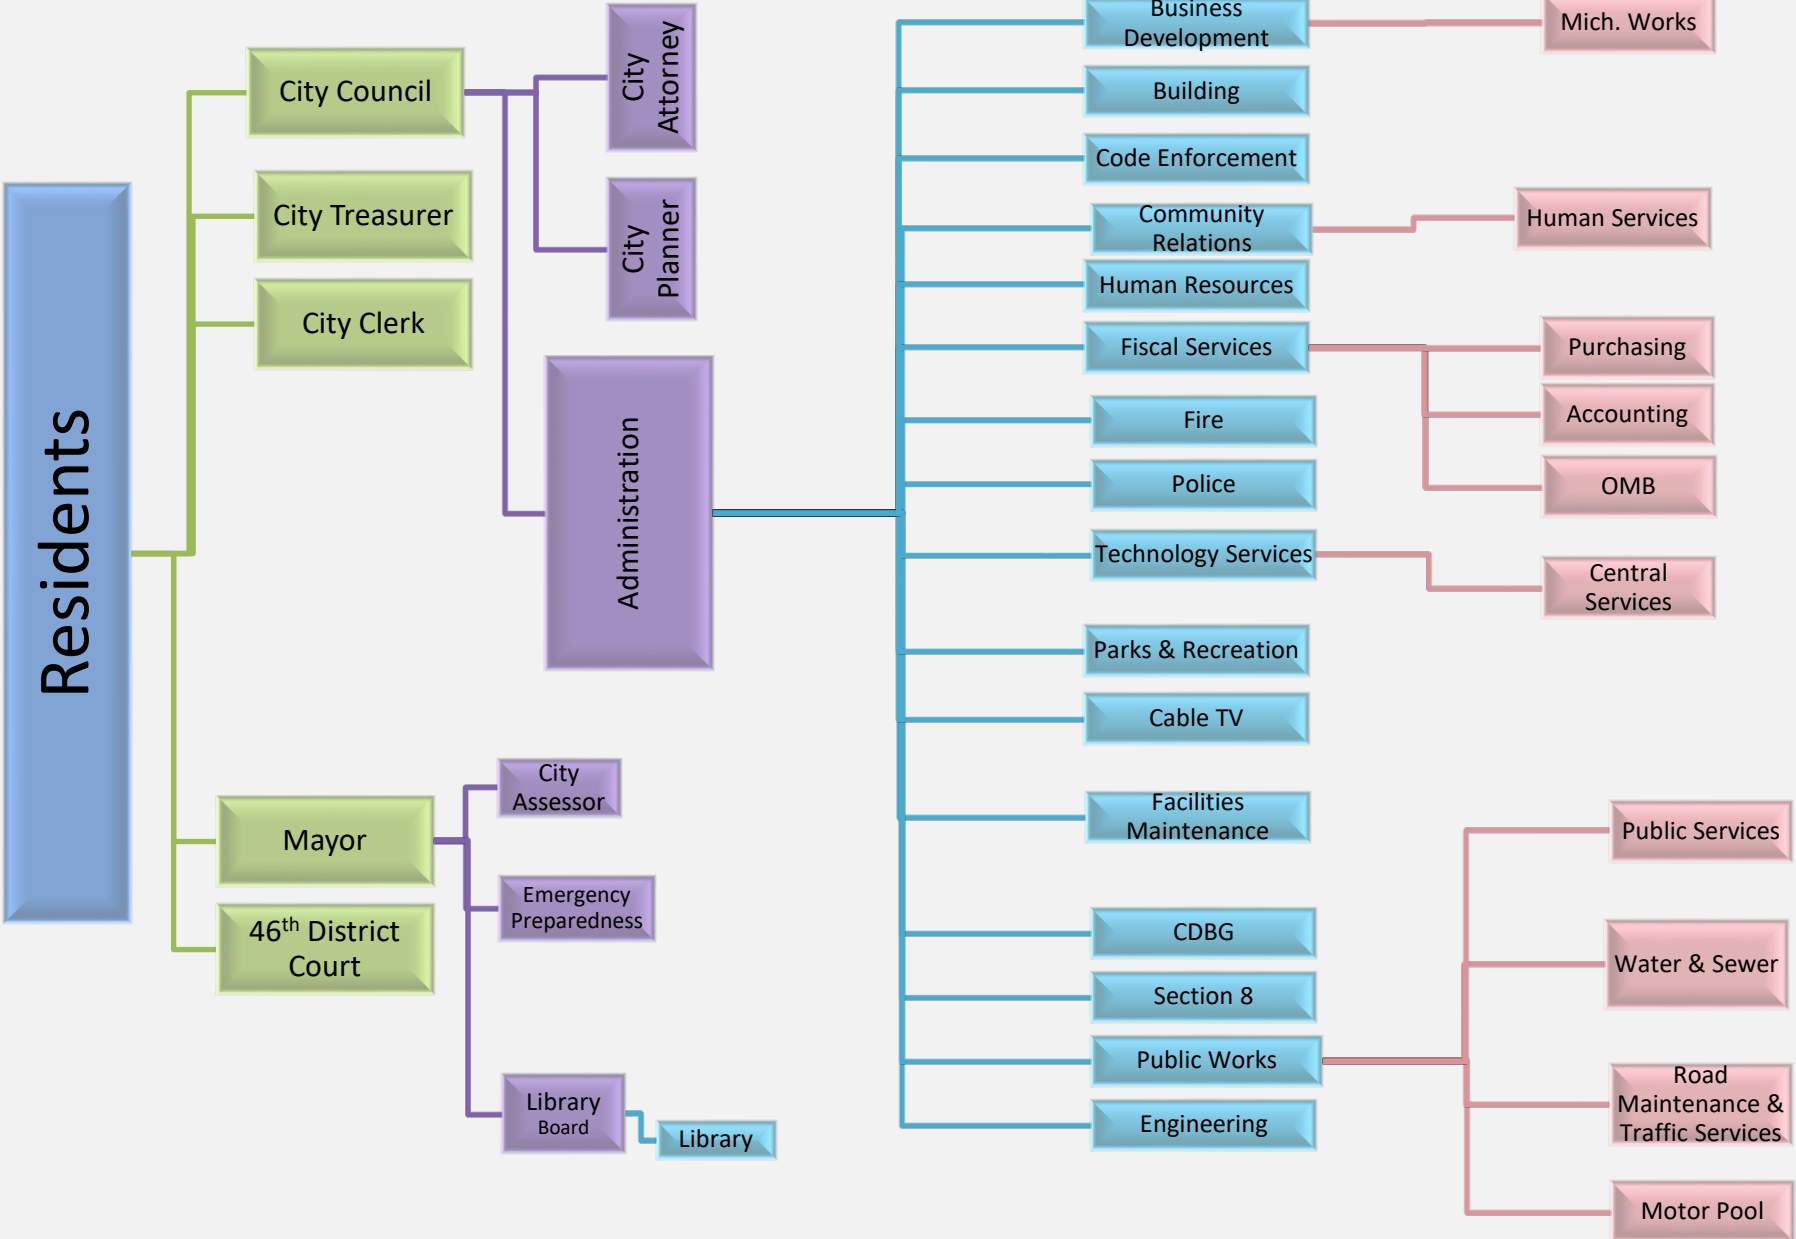 Residents
City Council
City Treasurer
City Clerk
Mayor
46th District
Court
City
Attorney
City
Planner
Administration
City
Assessor
Emergency
Preparedness
Library
Board
Library
Business
Development
Building
Code Enforcement
Community
Relations
Human Resources
Fiscal Services
Fire
Police
Technology Services
Parks & Recreation
Cable TV
Facilities
Maintenance
CDBG
Section 8
Public Works
Engineering
Mich. Works
Human Services
Purchasing
Accounting
OMB
Central
Services
Public Services
Water & Sewer
Road
Maintenance &
Traffic Services
Motor Pool